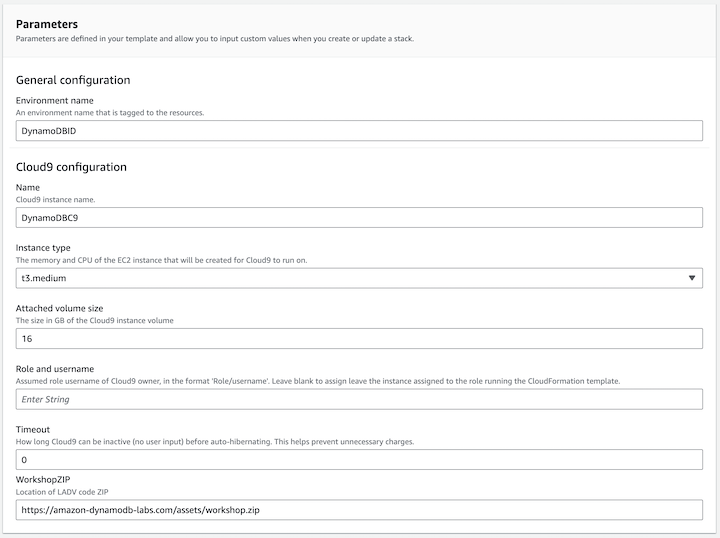 Parameters
Parameters are defined in your template and allow you to input custom values when you create or update a stack.
General configuration
Environment name
An environment name that is tagged to the resources.
DynamoDBID
Cloud9 configuration
Name
Cloud9 instance name.
DynamoDBC9
Instance type
The memory and CPU of the EC2 instance that will be created for Cloud9 to run on.
t3.medium
Attached volume size
The size in GB of the Cloud9 instance volume
16
Role and username
Assumed role username of Cloud9 owner, in the format 'Role/username'. Leave blank to assign leave the instance assigned to the role running the CloudFormation template.
Enter String
Timeout
How long Cloud9 can be inactive (no user input) before auto-hibernating. This helps prevent unnecessary charges.
0
WorkshopZIP
Location of LADV code ZIP
https://amazon-dynamodb-labs.com/assets/workshop.zip